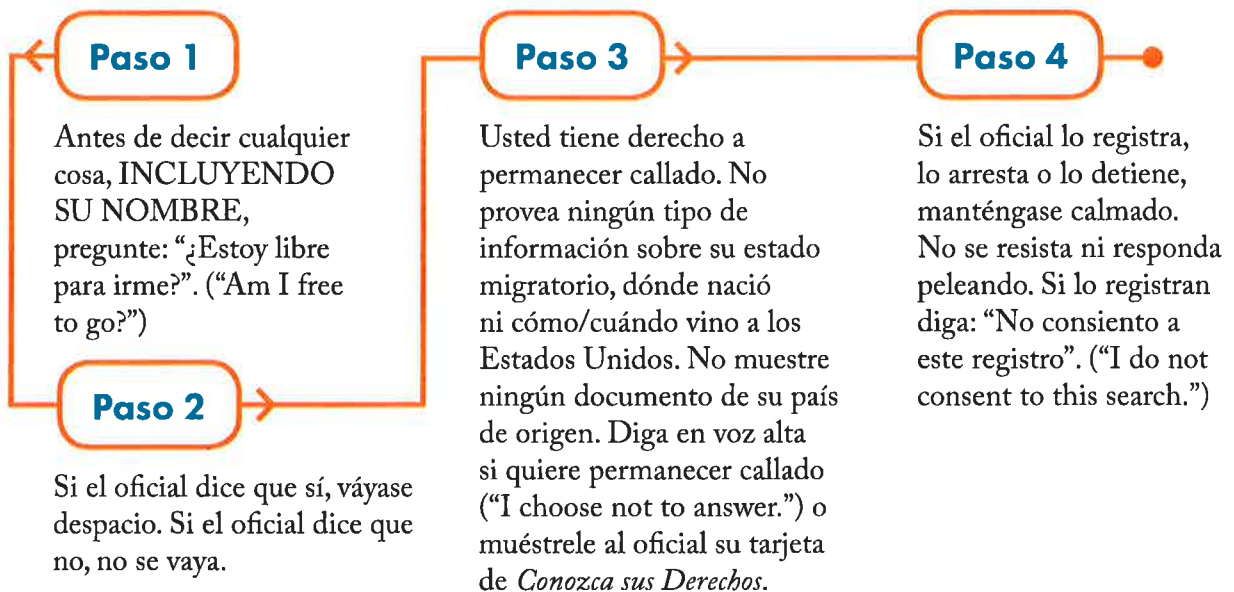 Paso 1
Antes de decir cualquier
cosa, INCLUYENDO
SU NOMBRE,
pregunte: “¿Estoy libre
para irme?”. (“Am I free
to go?”)
Paso 2
Si el oficial dice que sí, váyase
despacio. Si el oficial dice que
no, no se vaya.
Paso 3
Usted tiene derecho a
permanecer callado. No
provea ningún tipo de
información sobre su estado
migratorio, dónde nació
ni cómo/cuándo vino a los
Estados Unidos. No muestre
ningún documento de su país
de origen. Diga en voz alta
si quiere permanecer callado
(“I choose not to answer.”) o
muéstrele al oficial su tarjeta
de Conozca sus Derechos.
Paso 4
Si el oficial lo registra,
lo arresta o lo detiene,
manténgase calmado.
No se resista ni responda
peleando. Si lo registran
diga: “No consiento a
este registro”. (“I do not
consent to this search.”)